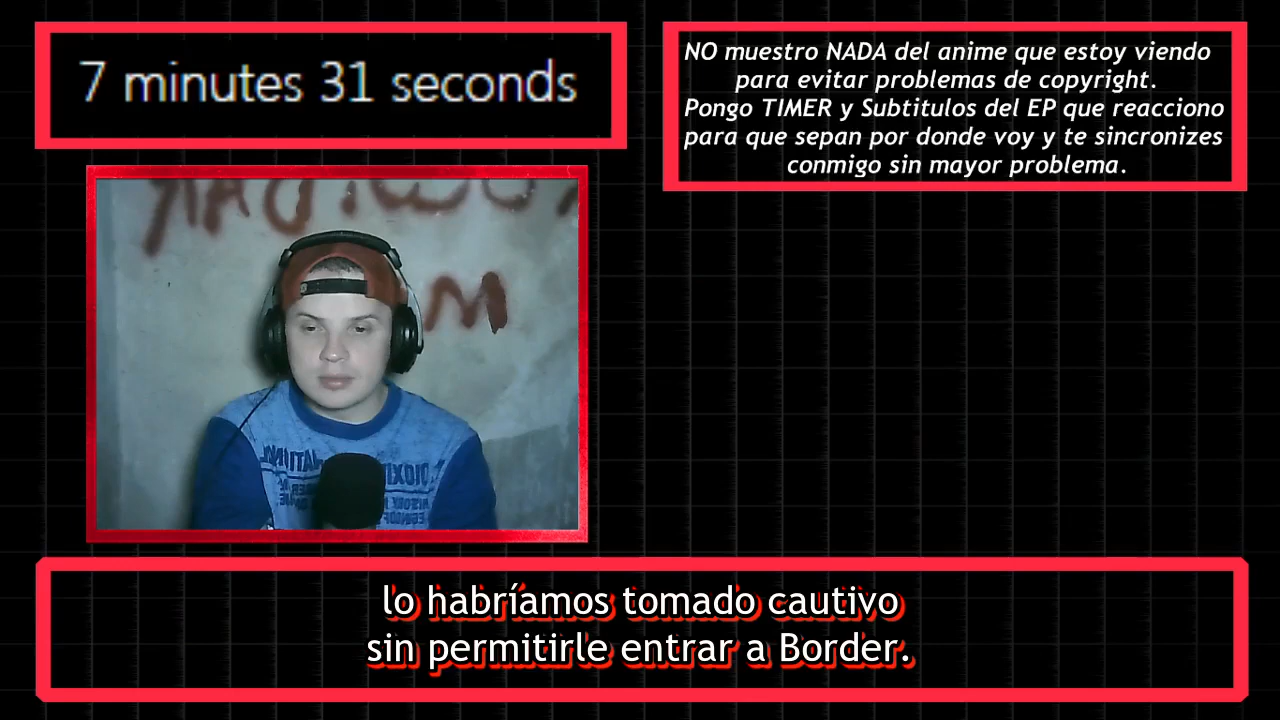 7 minutes 31 seconds
NO muestro NADA del anime que estoy viendo
para evitar problemas de copyright.
Pongo TIMER y Subtitulos del EP que reacciono
para que sepan por donde voy y te sincronizes
conmigo sin mayor problema.
lo habríamos tomado cautivo
sin permitirle entrar a Border.